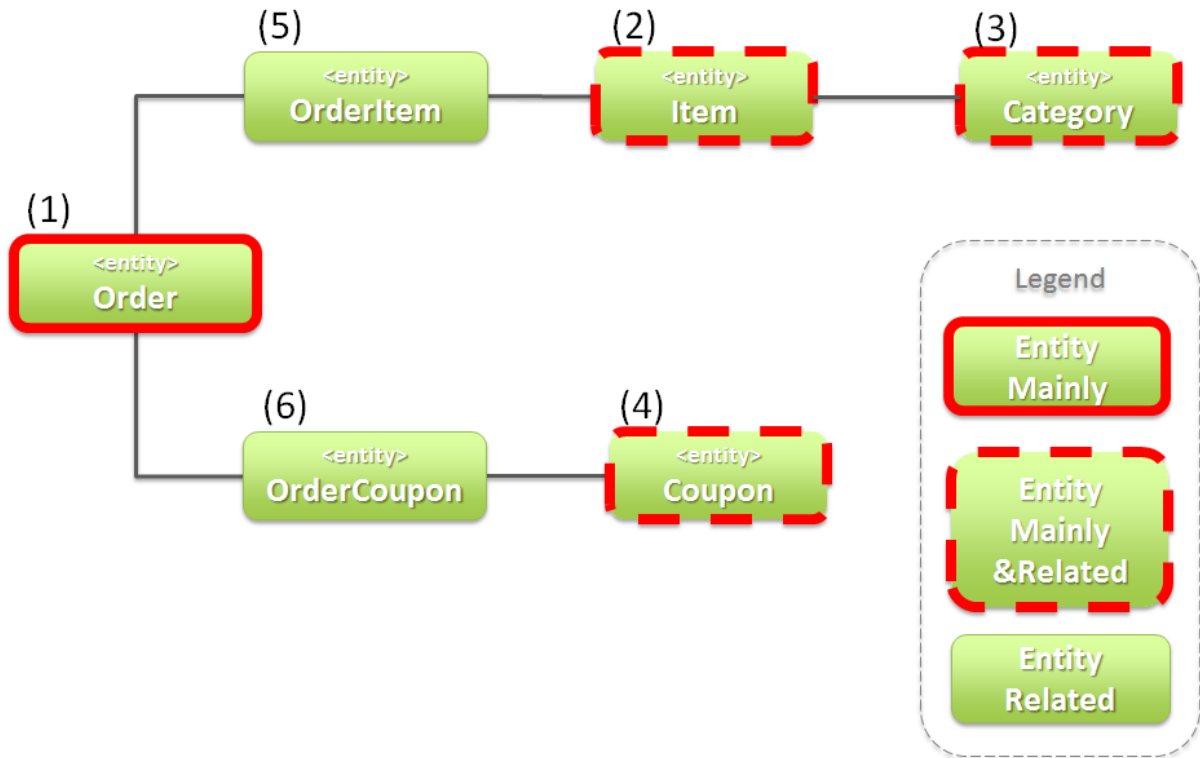 (5)
<entity>
OrderItem
(2)
<entity>
Item
(3)
<entity>
Category
(1)
<entity>
Order
(6)
<entity>
OrderCoupon
(4)
<entity>
Coupon
Legend
Entity
Mainly
Entity
Mainly
&Related
Entity
Related